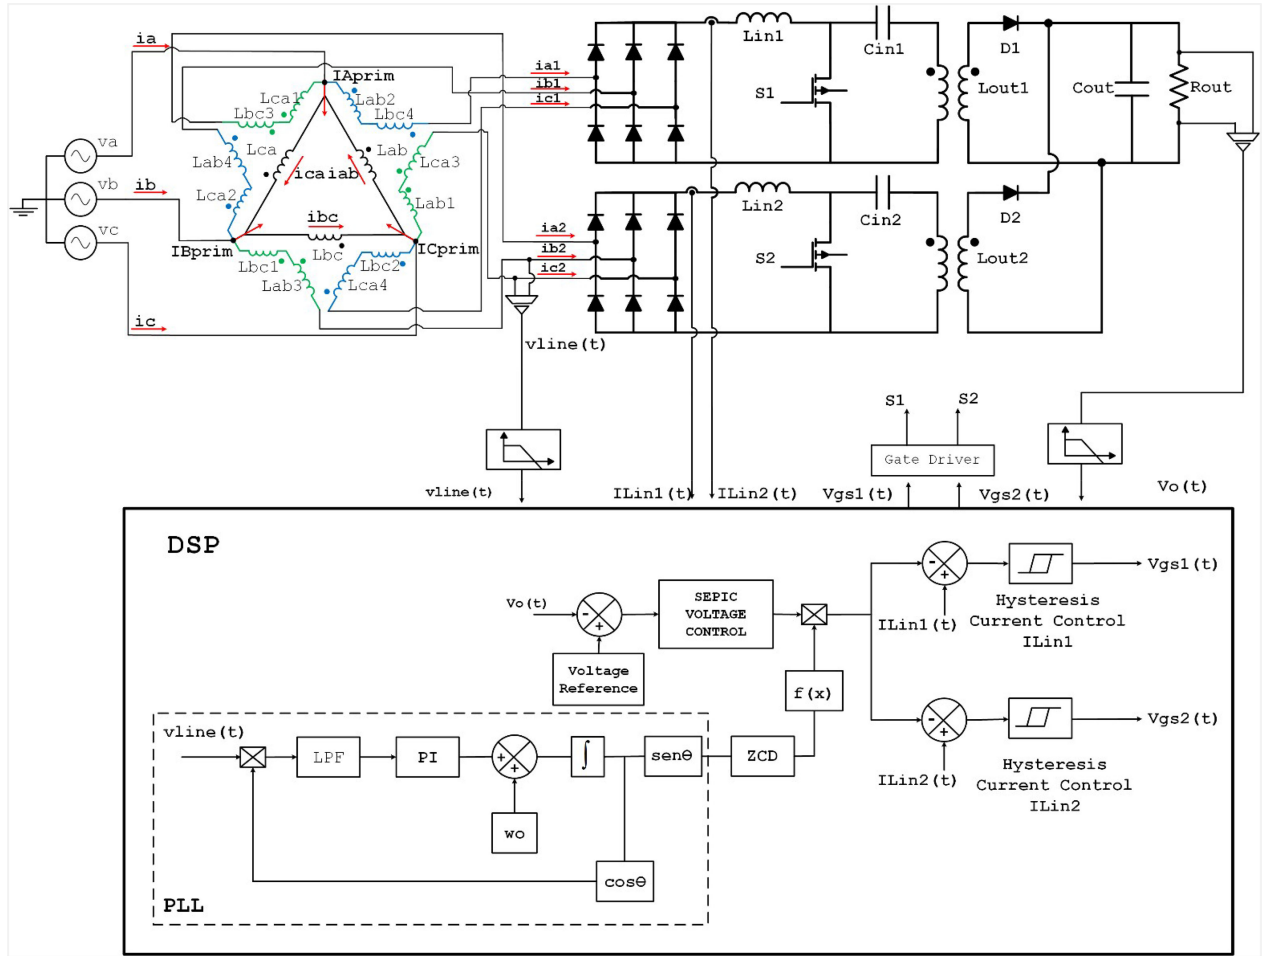 ia
IAprim
Lca1
Lab2
Lbc3
Lbc4
va
Lca
Lab
Lca3
Lab4
icaiab
vb
ib
Lca2
Lab1
ibc
vc
IBprim
Lbc
ICprim
Lbc1
Lbc2
Lab3
Lca4
ic
ia1
ib1
ic1
ia2
ib2
ic2
Lin1
Cin1
S1
D1
Lout1
Cout
Rout
Lin2
Cin2
S2
D2
Lout2
vline(t)
S1
S2
Gate Driver
vline(t)
ILin1(t)
ILin2(t)
Vgs1(t)
Vgs2(t)
Vo(t)
DSP
Vo(t)
-
+
SEPIC
VOLTAGE
CONTROL
Voltage
Reference
f(x)
-
+
ILin1(t)
Vgs1(t)
Hysteresis
Current Control
ILin1
-
+
ILin2(t)
Vgs2(t)
Hysteresis
Current Control
ILin2
vline(t)
LPF
PI
+
+
∫
senθ
ZCD
wo
cosθ
PLL